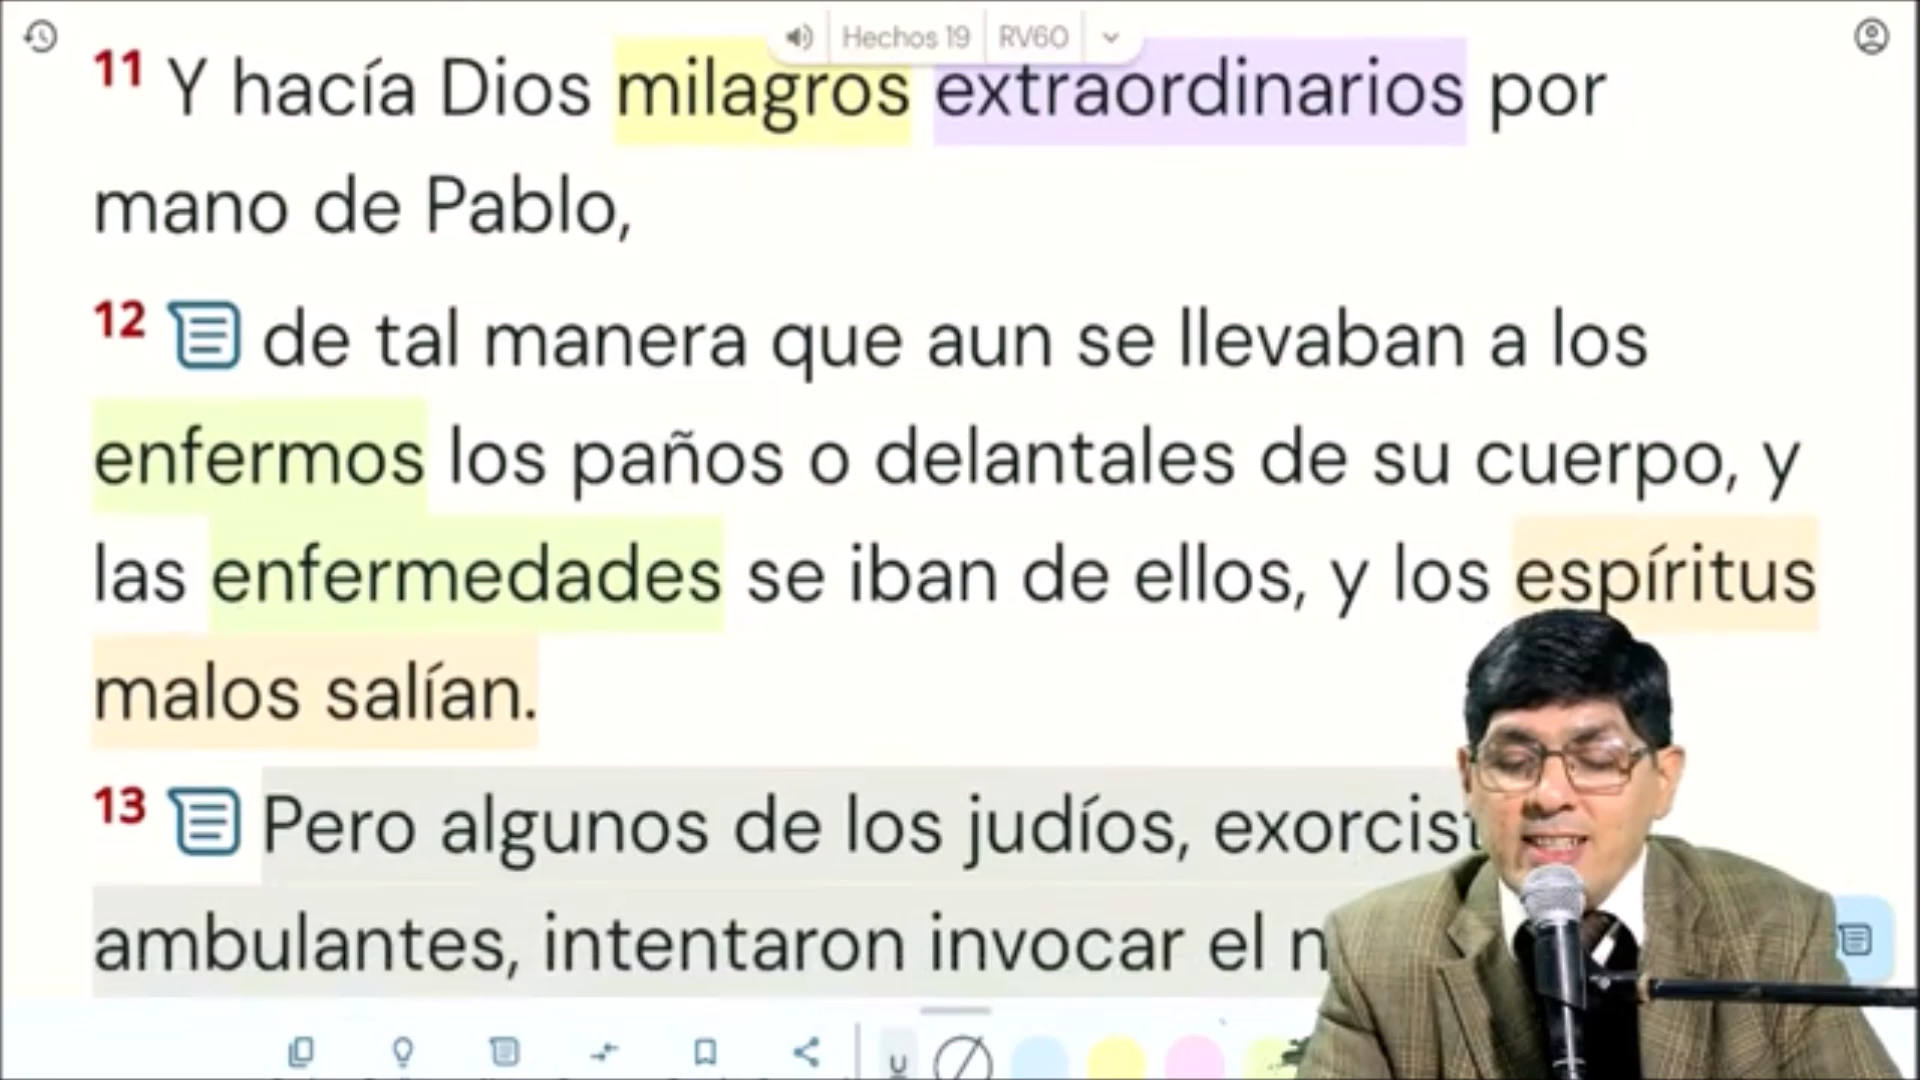 Hechos 19 RV60
11 Y hacía Dios milagros extraordinarios por
mano de Pablo,
12 de tal manera que aun se llevaban a los
enfermos los paños o delantales de su cuerpo, y
las enfermedades se iban de ellos, y los espíritus
malos salían.
13 Pero algunos de los judíos,
ambulantes, intentaron invocar el